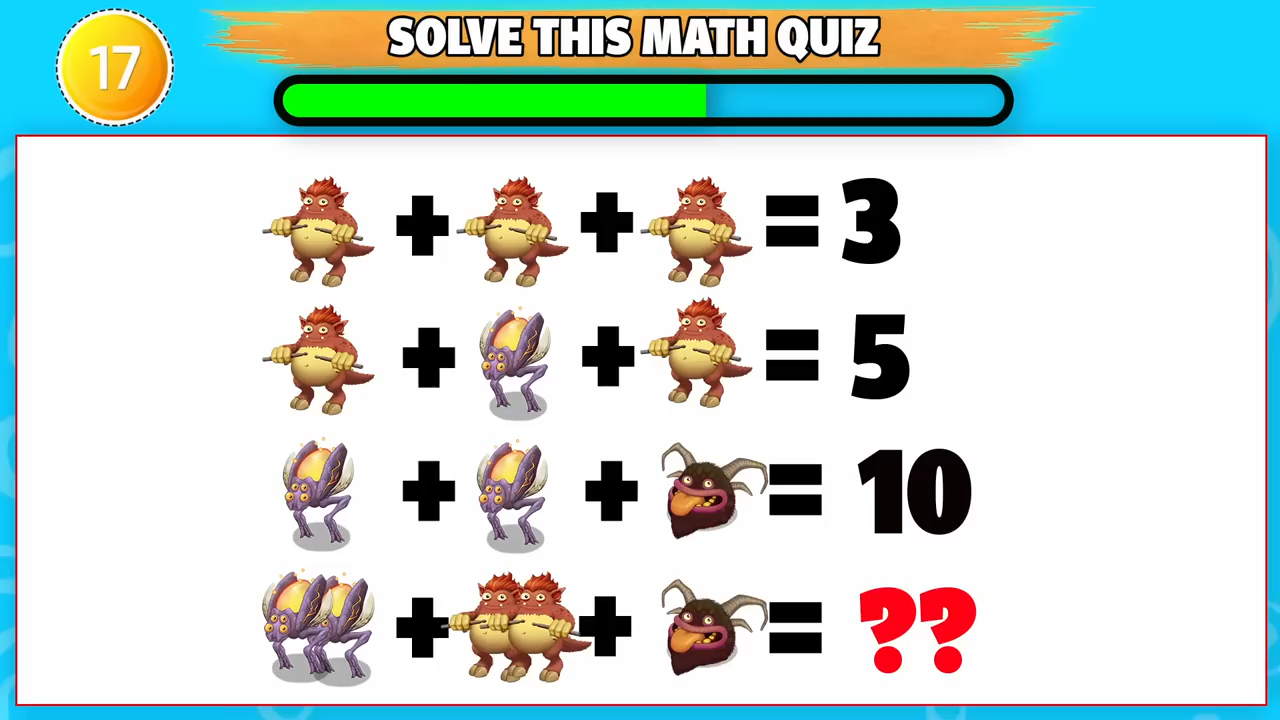 17
SOLVE THIS MATH QUIZ
+ + = 3
+ + = 5
+ + = 10
+ + = ??